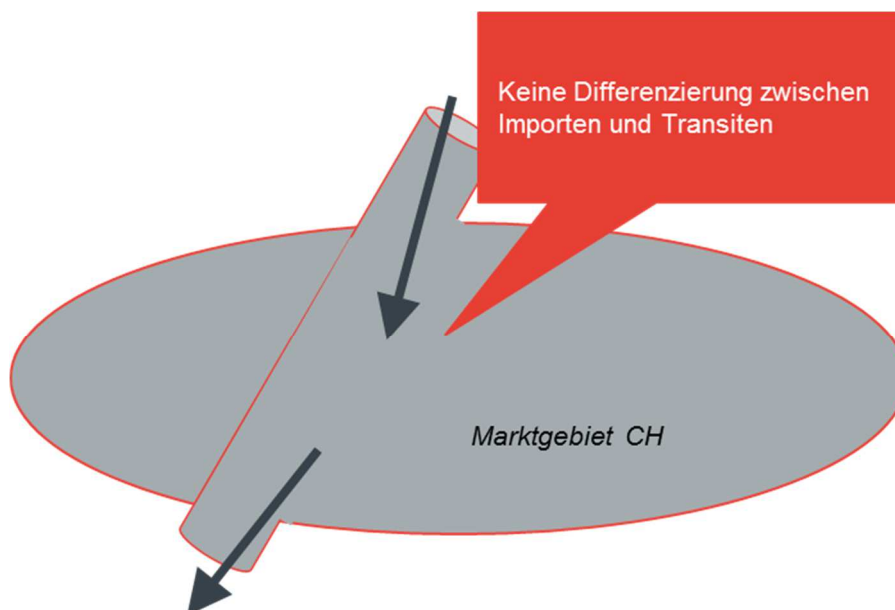 Keine Differenzierung zwischen
Importen und Transiten
Marktgebiet CH